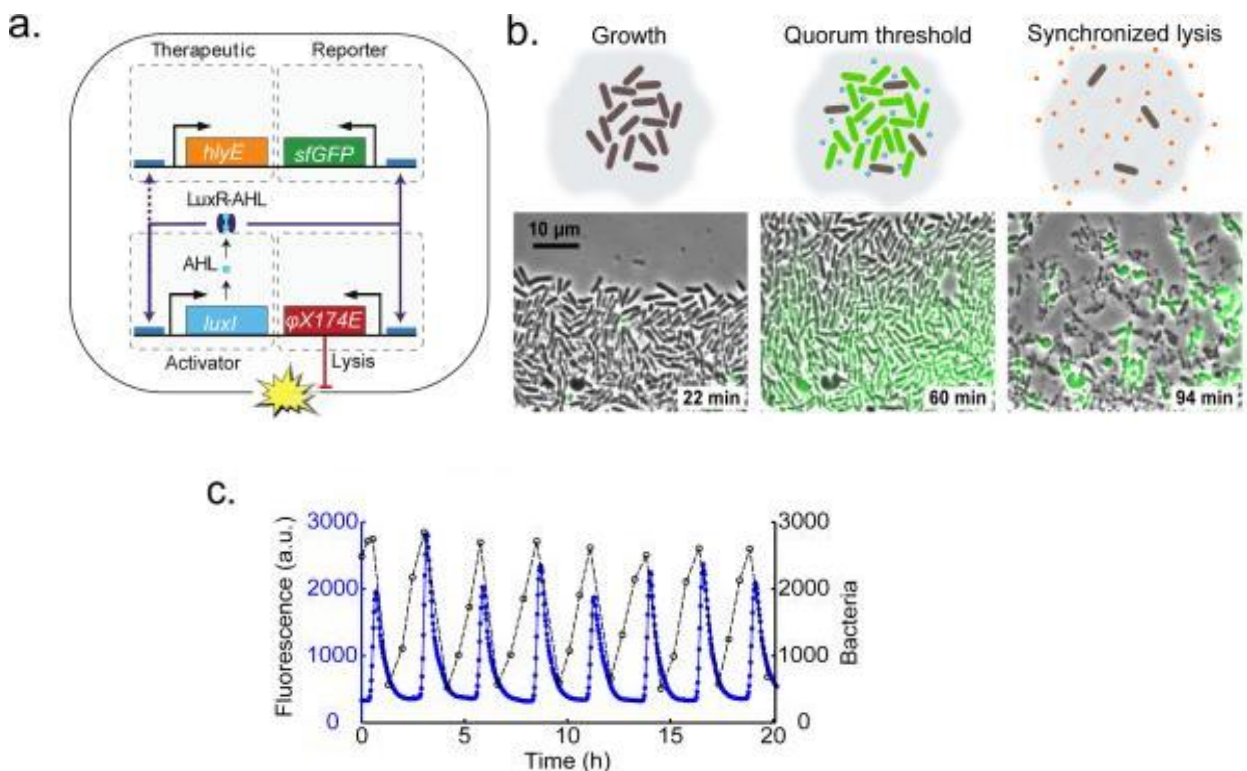 a.
Therapeutic Reporter
hlyE sfGFP
LuxR-AHL
AHL
luxI φX174E
Activator Lysis
b.
Growth Quorum threshold Synchronized lysis
10 μm
22 min 60 min 94 min
c.
Fluorescence (a.u.)
3000 3000
2000 2000
1000 1000
0 0
Bacteria
0 5 10 15 20
Time (h)